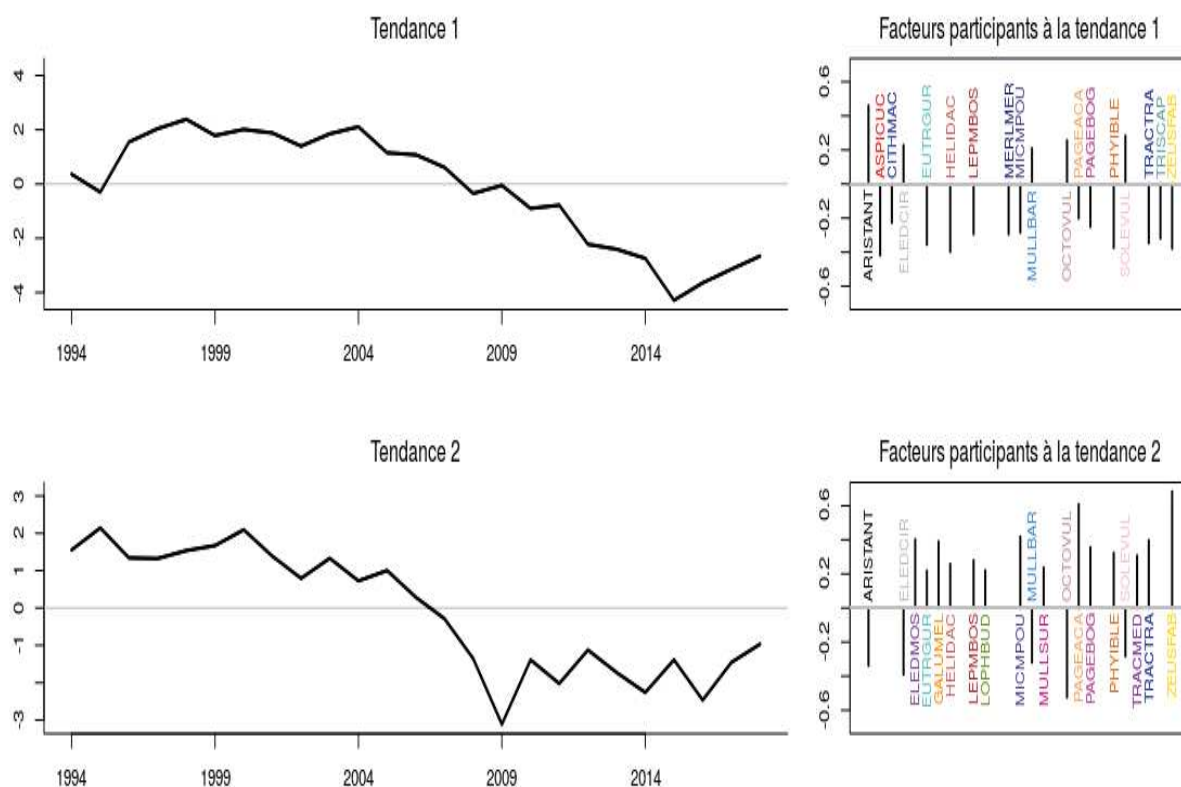 Tendance 1
4
2
0
-2
-4
1994 1999 2004 2009 2014
Facteurs participants à la tendance 1
0.6
0.2
-0.2
-0.6
ARISTANT
ASPICUC
CITHMAC
ELEDCIR
EUTRGUR
HELIDAC
LEPMBOS
MERLMER
MICMPOU
MULLBAR
OCTOVUL
PAGEACA
PAGEBOG
PHYIBLE
SOLEVUL
TRACTRA
TRISCAP
ZEUSFAB
Tendance 2
3
2
1
0
-1
-3
1994 1999 2004 2009 2014
Facteurs participants à la tendance 2
0.6
0.2
-0.2
-0.6
ARISTANT
ELEDCIR
ELEDMOS
EUTRGUR
GALUMEL
HELIDAC
LEPMBOS
LOPHBUD
MICMPOU
MULLBAR
MULLSUR
OCTOVUL
PAGEACA
PAGEBOG
PHYIBLE
SOLEVUL
TRACMED
TRACTRA
ZEUSFAB